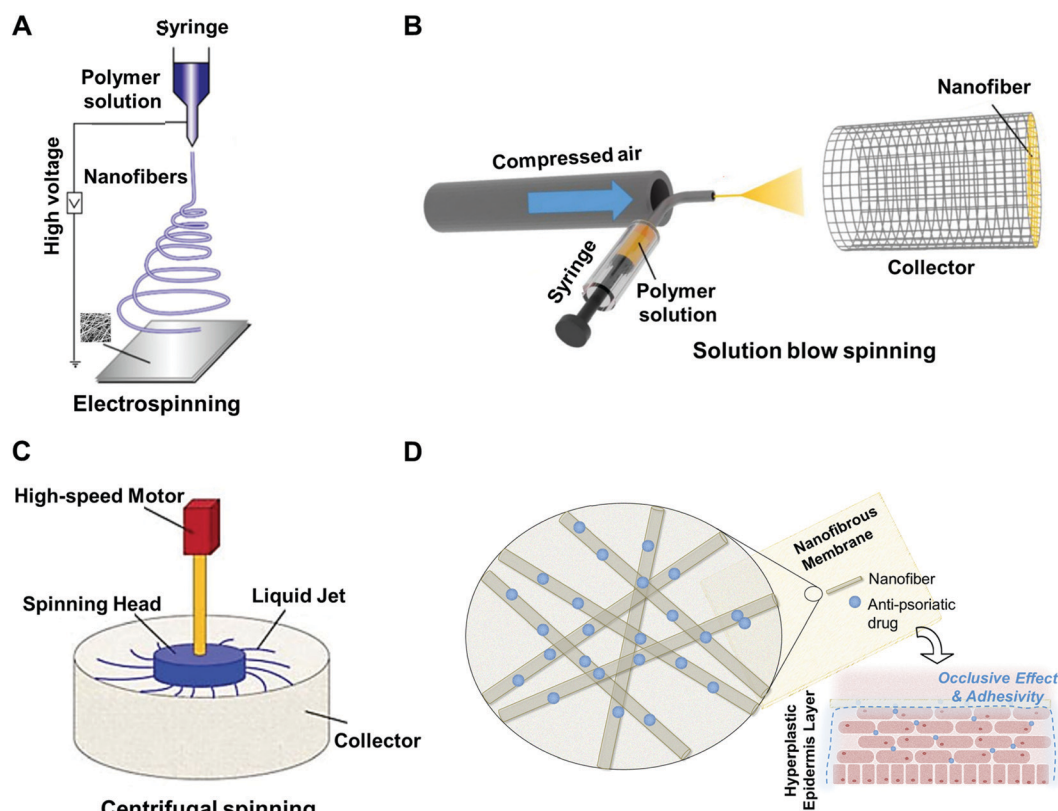 A
Syringe
Polymer
solution
High voltage
V
Nanofibers
Electrospinning
B
Nanofiber
Compressed air
Syringe
Polymer
solution
Collector
Solution blow spinning
C
High-speed Motor
Spinning Head
Liquid Jet
Collector
Centrifugal spinning
D
Nanofibrous
Membrane
Nanofiber
Anti-psoriatic
drug
Occlusive Effect
& Adhesivity
Hyperplastic
Epidermis Layer